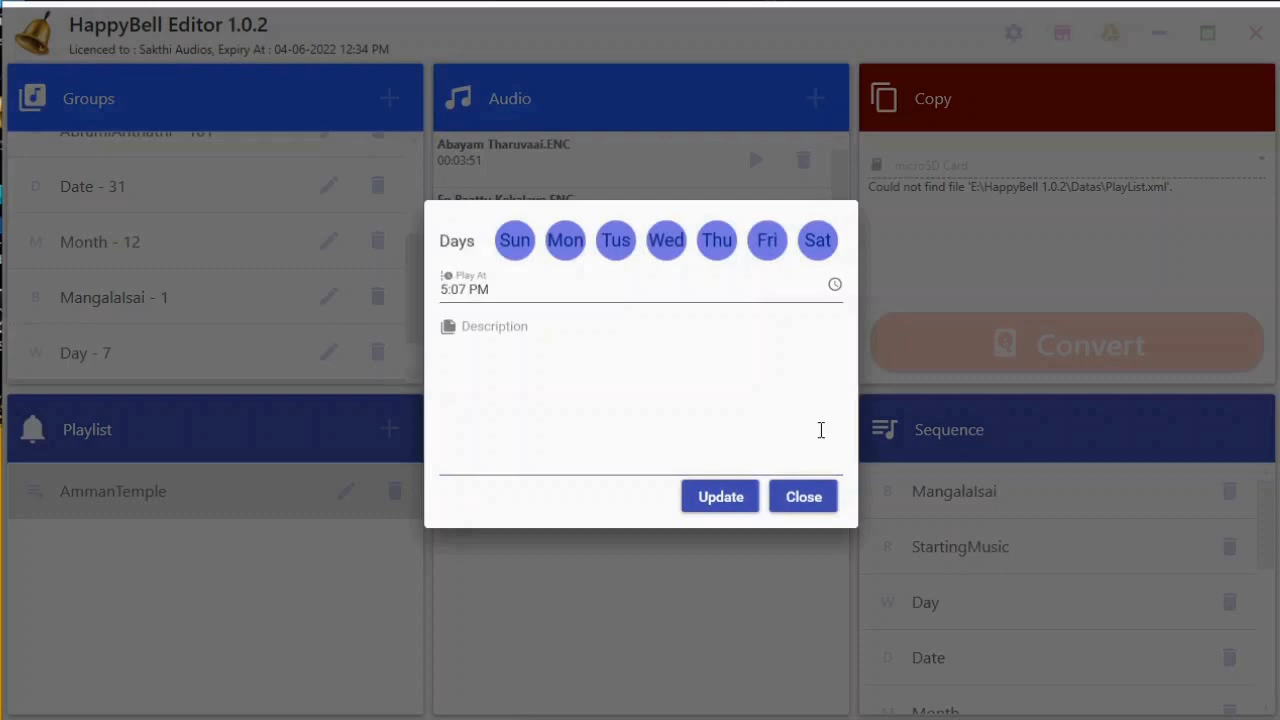 HappyBell Editor 1.0.2
Licenced to : Sakthi Audios, Expiry At : 04-06-2022 12:34 PM
Groups
Date - 31
D
Month - 12
M
MangalaIsai - 1
B
Day - 7
W
Audio
Abayam Tharuvaai.ENC
00:03:51
Copy
microSD Card
Could not find file 'E:\HappyBell 1.0.2\Datas\PlayList.xml'.
Convert
Days Sun Mon Tus Wed Thu Fri Sat
Play At
5:07 PM
Description
Update Close
Playlist
AmmanTemple
Sequence
B MangalaIsai
R StartingMusic
W Day
D Date
Month